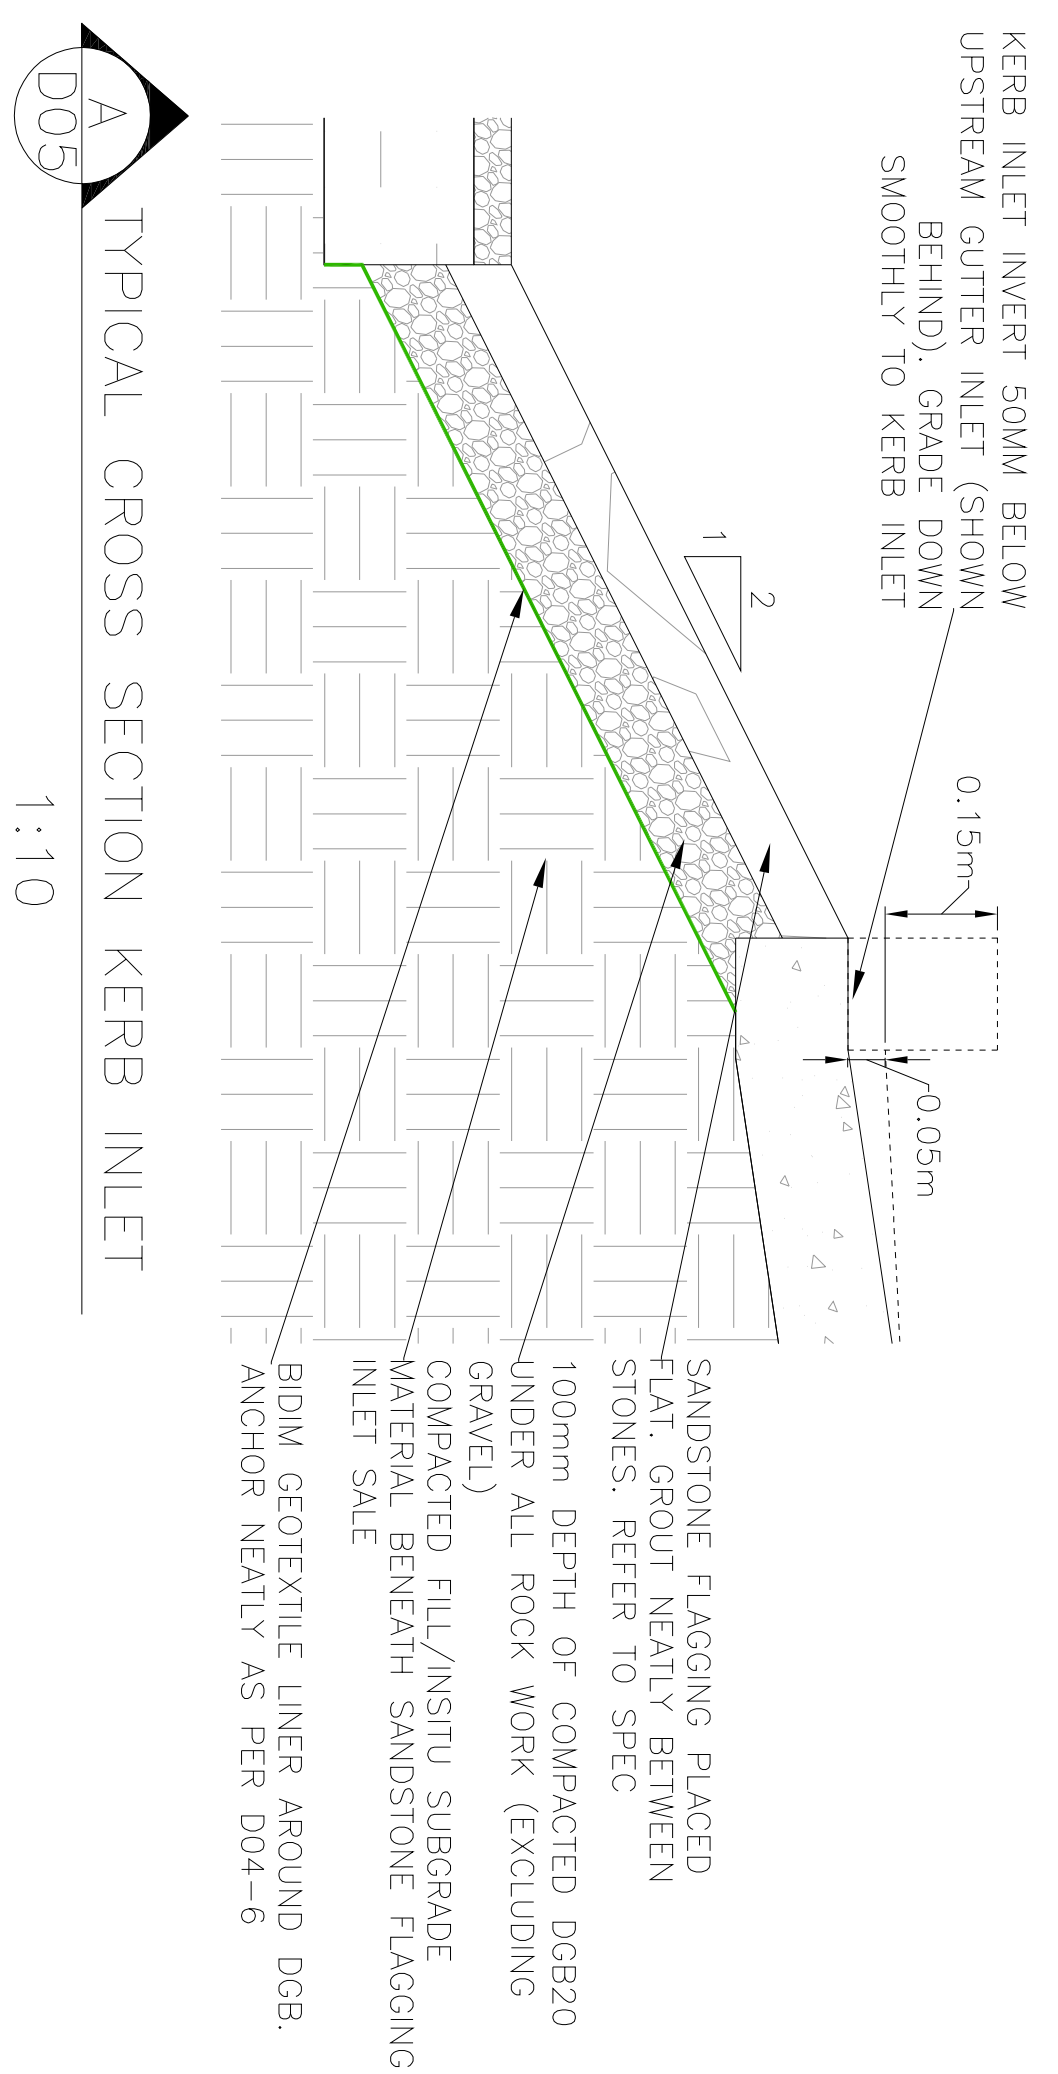 KERB INLET INVERT 50MM BELOW
UPSTREAM GUTTER INLET (SHOWN
BEHIND). GRADE DOWN
SMOOTHLY TO KERB INLET
0.15m
0.05m
2
1
SANDSTONE FLAGGING PLACED
FLAT. GROUT NEATLY BETWEEN
STONES. REFER TO SPEC
100mm DEPTH OF COMPACTED DGB20
UNDER ALL ROCK WORK (EXCLUDING
GRAVEL)
COMPACTED FILL/INSITU SUBGRADE
MATERIAL BENEATH SANDSTONE FLAGGING
INLET SALE
BIDIM GEOTEXTILE LINER AROUND DGB.
ANCHOR NEATLY AS PER D04-6
A
D05
TYPICAL CROSS SECTION KERB INLET
1:10